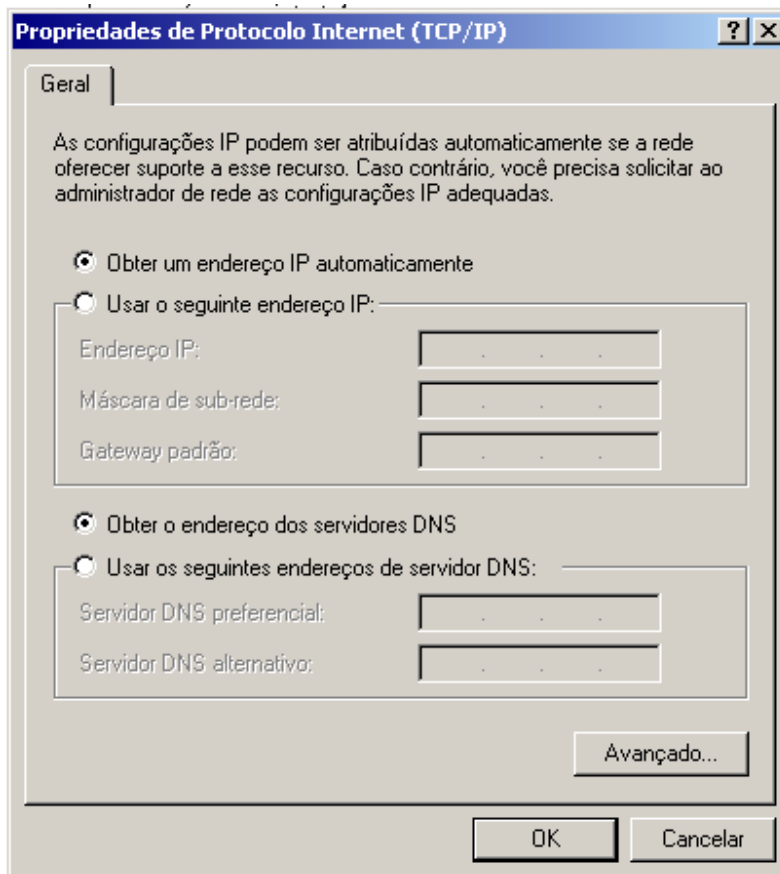 Propriedades de Protocolo Internet (TCP/IP)
Geral
As configurações IP podem ser atribuídas automaticamente se a rede
oferecer suporte a esse recurso. Caso contrário, você precisa solicitar ao
administrador de rede as configurações IP adequadas.
Obter um endereço IP automaticamente
Usar o seguinte endereço IP:
Endereço IP:
Máscara de sub-rede:
Gateway padrão:
Obter o endereço dos servidores DNS
Usar os seguintes endereços de servidor DNS:
Servidor DNS preferencial:
Servidor DNS alternativo:
Avançado...
OK
Cancelar